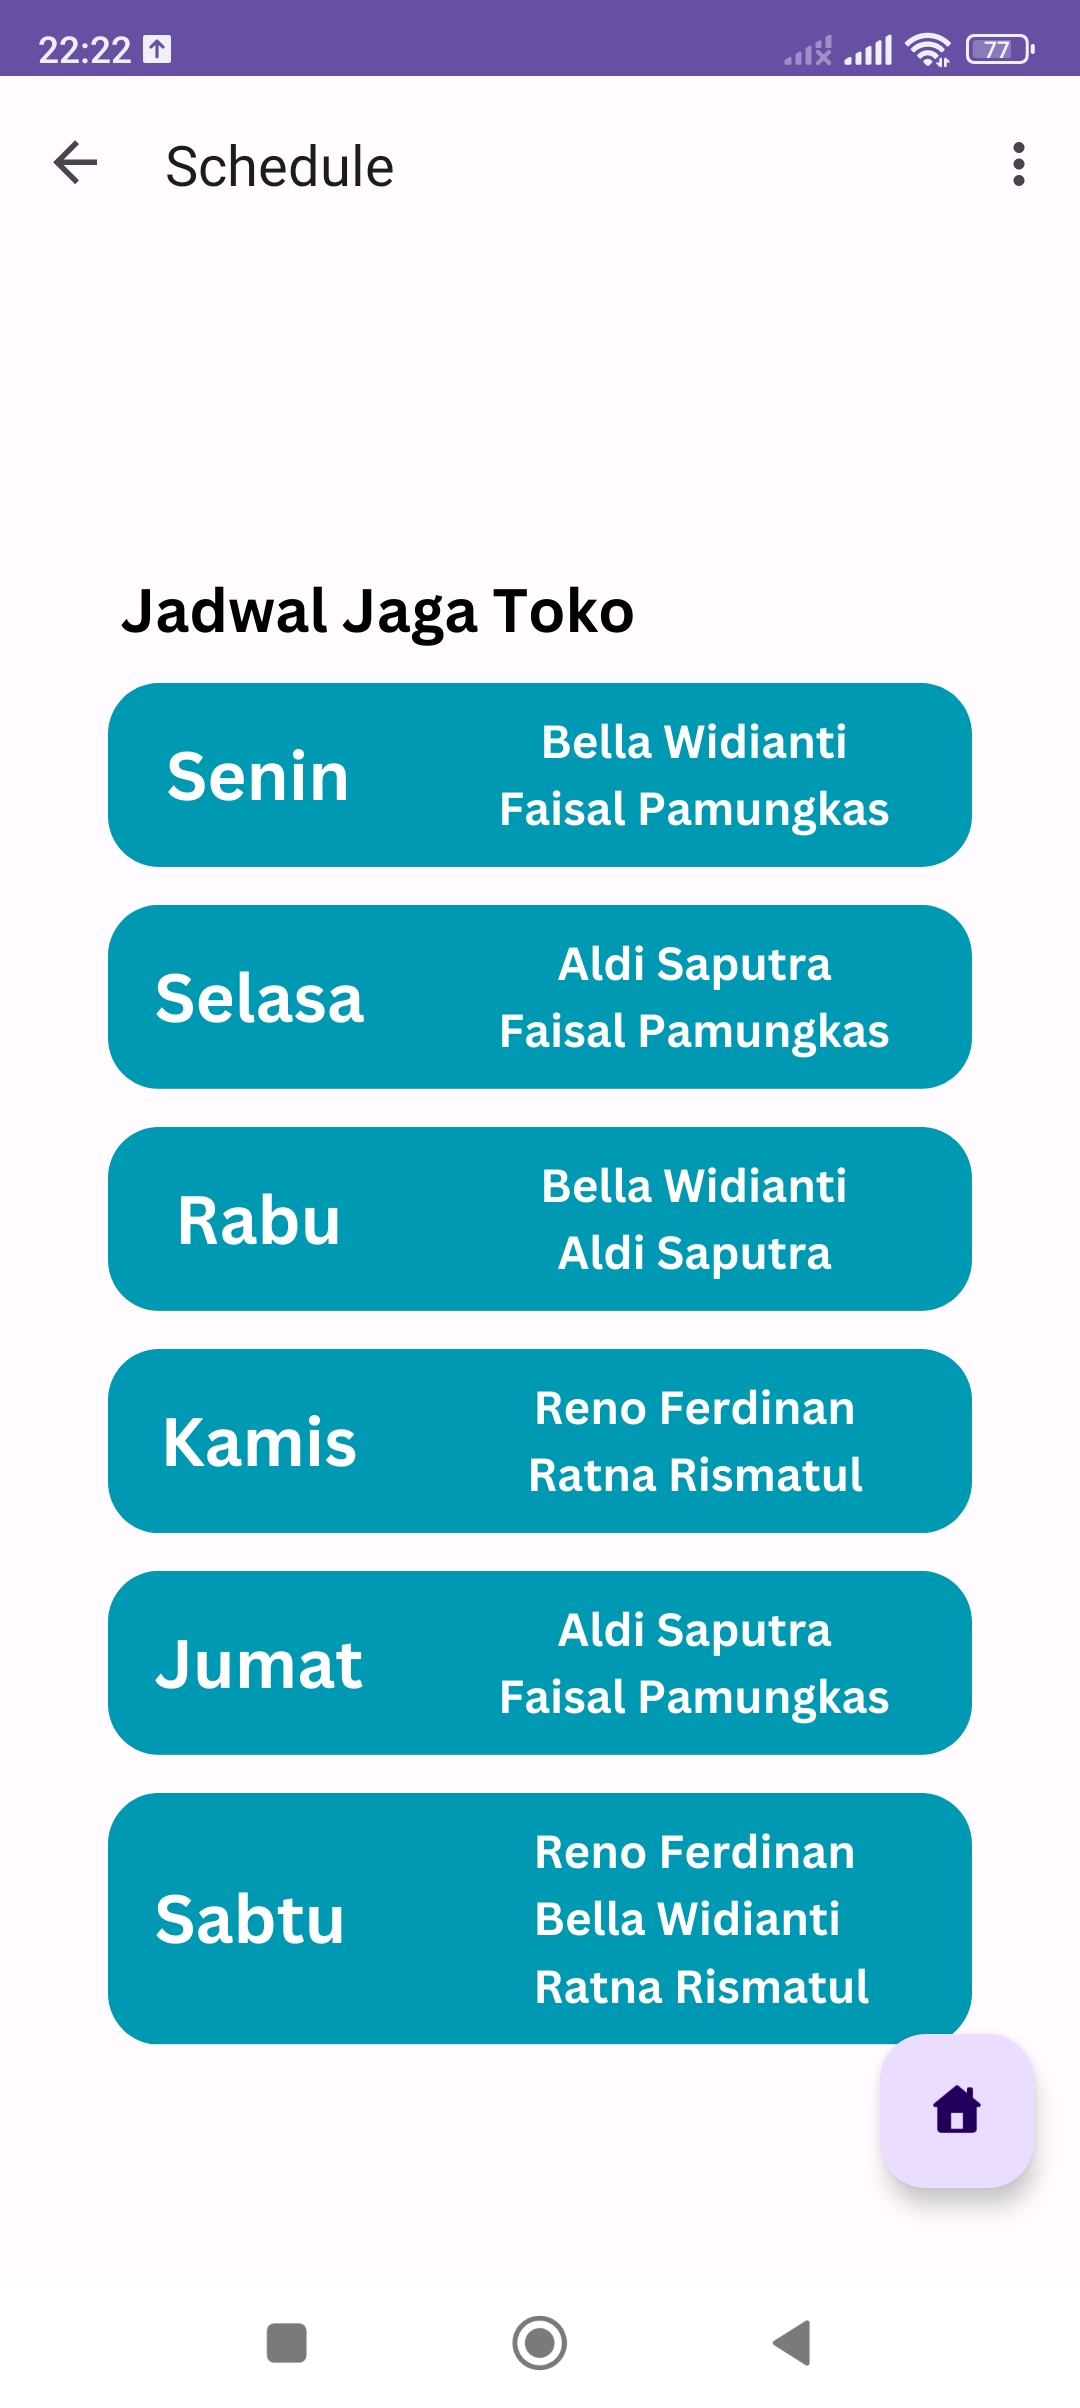 22:22
77
Schedule
Jadwal Jaga Toko
Senin
Bella Widianti
Faisal Pamungkas
Selasa
Aldi Saputra
Faisal Pamungkas
Rabu
Bella Widianti
Aldi Saputra
Kamis
Reno Ferdinan
Ratna Rismatul
Jumat
Aldi Saputra
Faisal Pamungkas
Sabtu
Reno Ferdinan
Bella Widianti
Ratna Rismatul